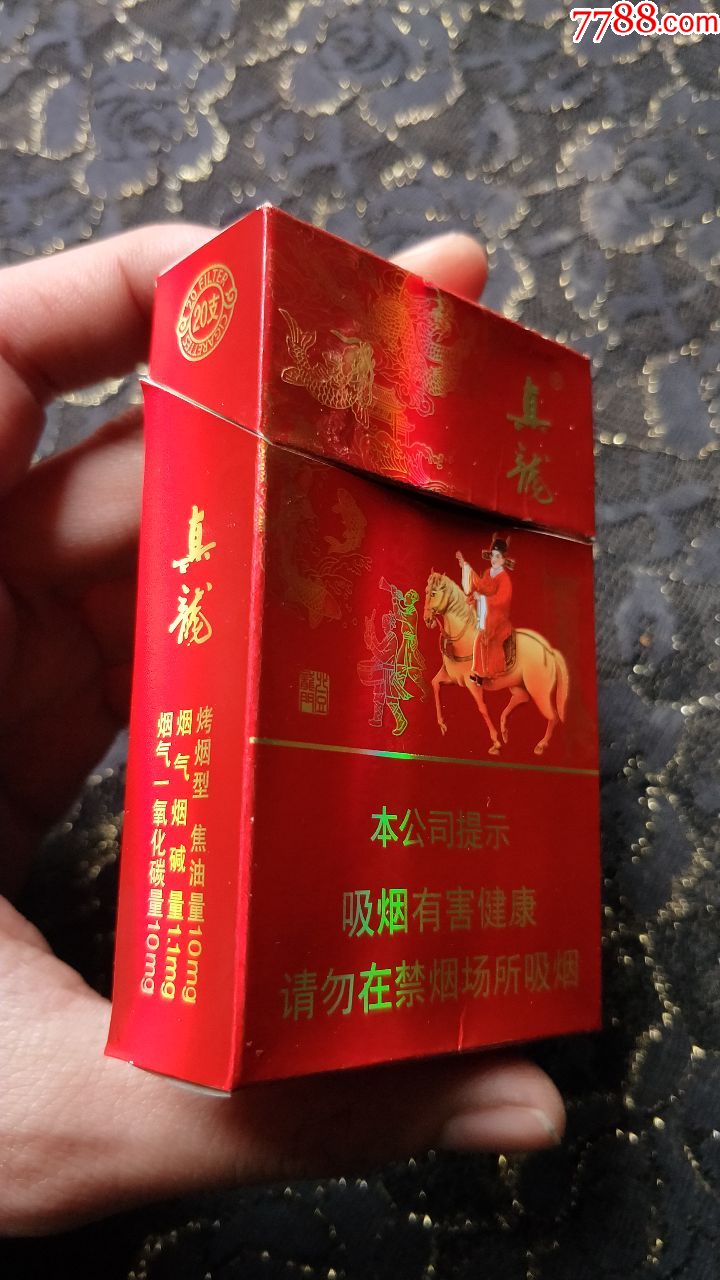 7788.com
20 FILTER CIGARETTES
20支
真龙
真龙
本公司提示
吸烟有害健康
请勿在禁烟场所吸烟
烤烟型 焦油量10mg
烟气烟碱量1.1mg
烟气一氧化碳量10mg